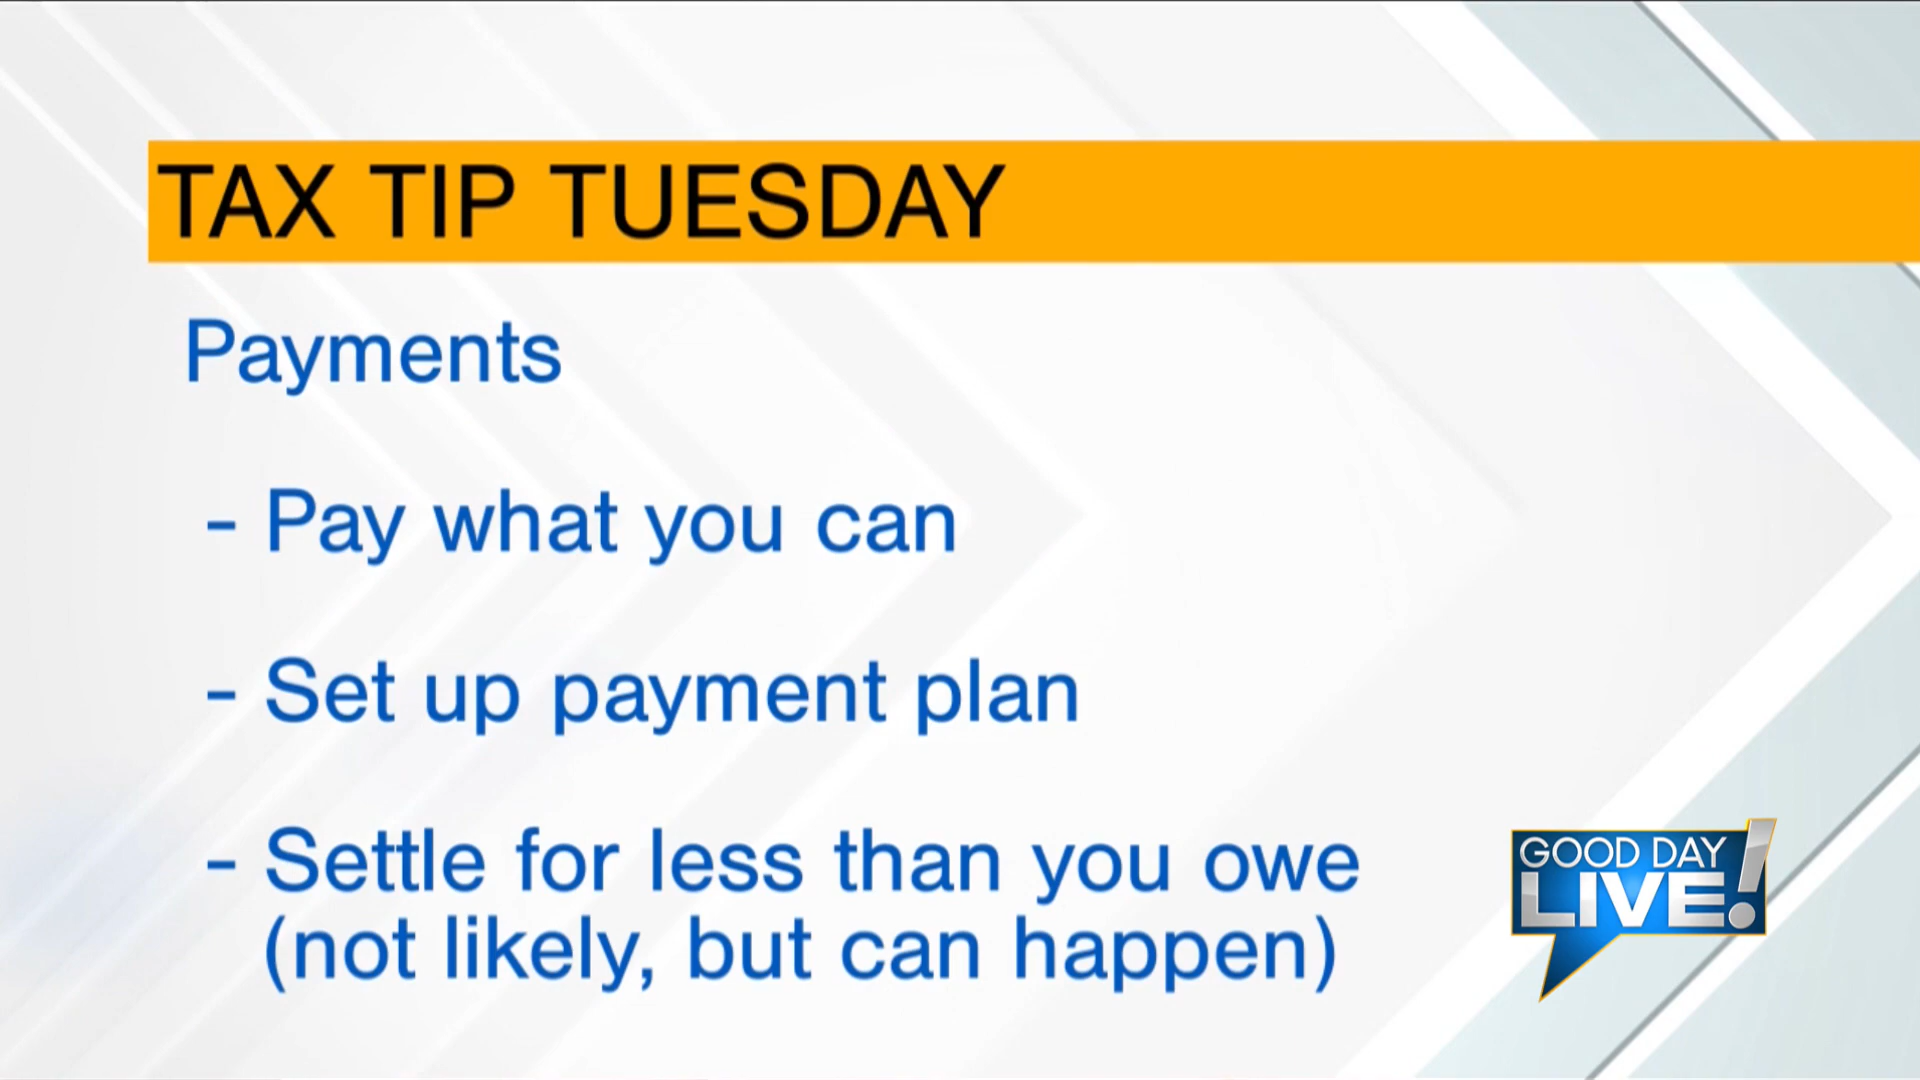 TAX TIP TUESDAY
Payments
- Pay what you can
- Set up payment plan
- Settle for less than you owe
(not likely, but can happen)
GOOD DAY
LIVE!